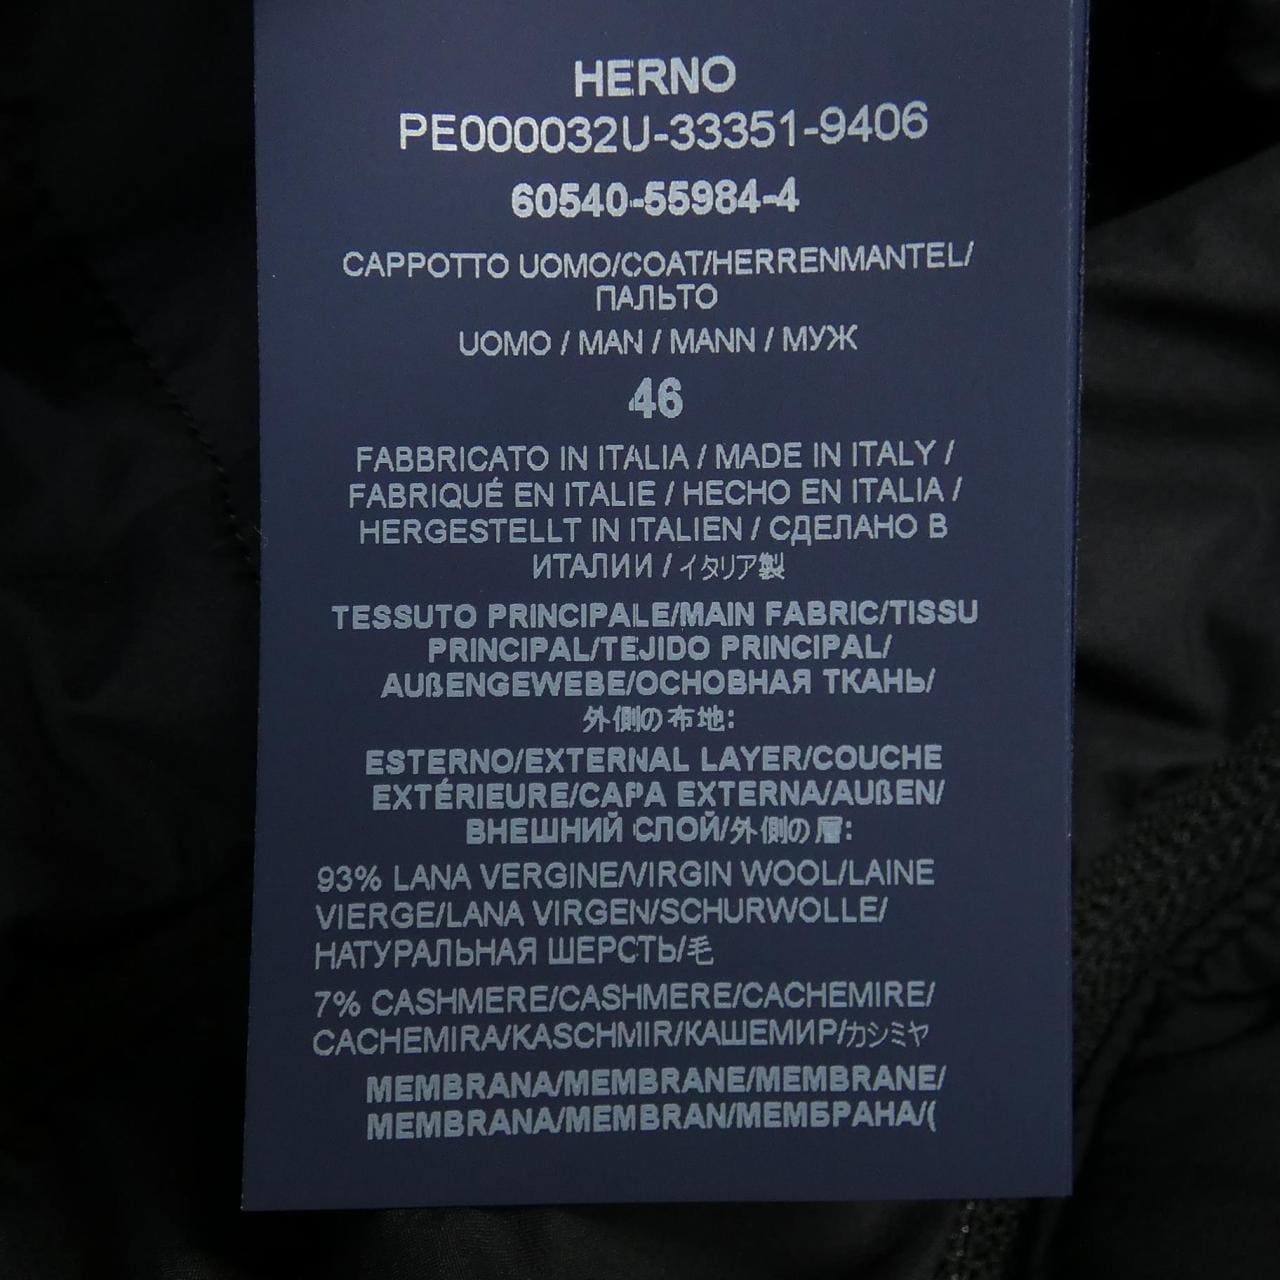 HERNO
PE000032U-33351-9406
60540-55984-4
CAPPOTTO UOMO/COAT/HERRENMANTEL/
ПАЛЬТО
UOMO / MAN / MANN / МУЖ
46
FABBRICATO IN ITALIA / MADE IN ITALY /
FABRIQUÉ EN ITALIE / HECHO EN ITALIA /
HERGESTELLT IN ITALIEN / СДЕЛАНО В
ИТАЛИИ / イタリア製
TESSUTO PRINCIPALE/MAIN FABRIC/TISSU
PRINCIPAL/TEJIDO PRINCIPAL/
AUßENGEWEBE/ОСНОВНАЯ ТКАНЬ/
外側の布地:
ESTERNO/EXTERNAL LAYER/COUCHE
EXTÉRIEURE/CAPA EXTERNA/AUßEN/
ВНЕШНИЙ СЛОЙ/外側の層:
93% LANA VERGINE/VIRGIN WOOL/LAINE
VIERGE/LANA VIRGEN/SCHURWOLLE/
НАТУРАЛЬНАЯ ШЕРСТЬ/毛
7% CASHMERE/CASHMERE/CACHEMIRE/
CACHEMIRA/KASCHMIR/КАШЕМИР/カシミヤ
MEMBRANA/MEMBRANE/MEMBRANE/
MEMBRANA/MEMBRAN/МЕМБРАНА/(